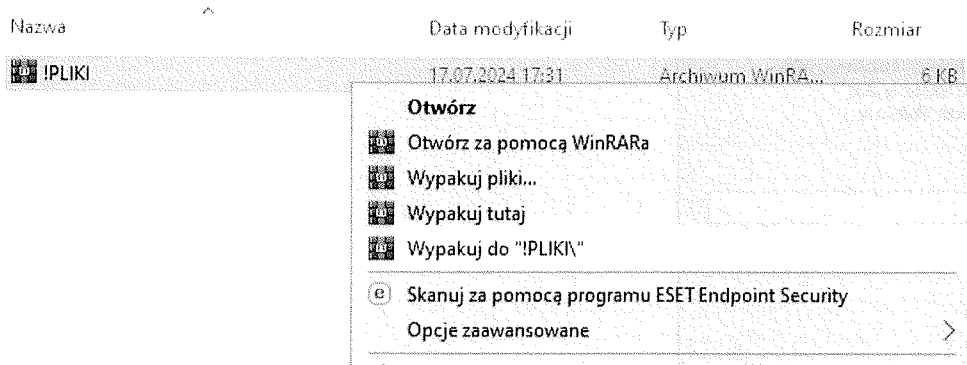 Nazwa Data modyfikacji Typ Rozmiar
!PLIKI 17.07.2024 17:31 Archiwum WinRA... 6 KB
Otwórz
Otwórz za pomocą WinRARa
Wypakuj pliki...
Wypakuj tutaj
Wypakuj do "!PLIKI\"
Skanuj za pomocą programu ESET Endpoint Security
Opcje zaawansowane